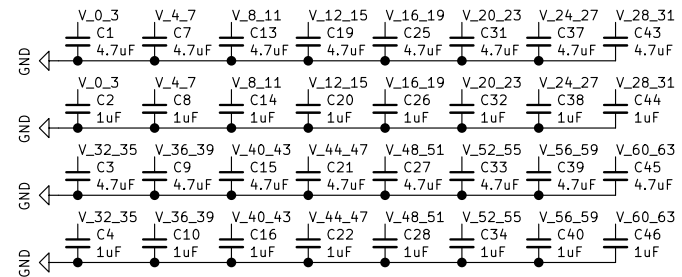 V_0_3 V_4_7 V_8_11 V_12_15 V_16_19 V_20_23 V_24_27 V_28_31
C1 C7 C13 C19 C25 C31 C37 C43
4.7uF 4.7uF 4.7uF 4.7uF 4.7uF 4.7uF 4.7uF 4.7uF
GND
V_0_3 V_4_7 V_8_11 V_12_15 V_16_19 V_20_23 V_24_27 V_28_31
C2 C8 C14 C20 C26 C32 C38 C44
1uF 1uF 1uF 1uF 1uF 1uF 1uF 1uF
GND
V_32_35 V_36_39 V_40_43 V_44_47 V_48_51 V_52_55 V_56_59 V_60_63
C3 C9 C15 C21 C27 C33 C39 C45
4.7uF 4.7uF 4.7uF 4.7uF 4.7uF 4.7uF 4.7uF 4.7uF
GND
V_32_35 V_36_39 V_40_43 V_44_47 V_48_51 V_52_55 V_56_59 V_60_63
C4 C10 C16 C22 C28 C34 C40 C46
1uF 1uF 1uF 1uF 1uF 1uF 1uF 1uF
GND